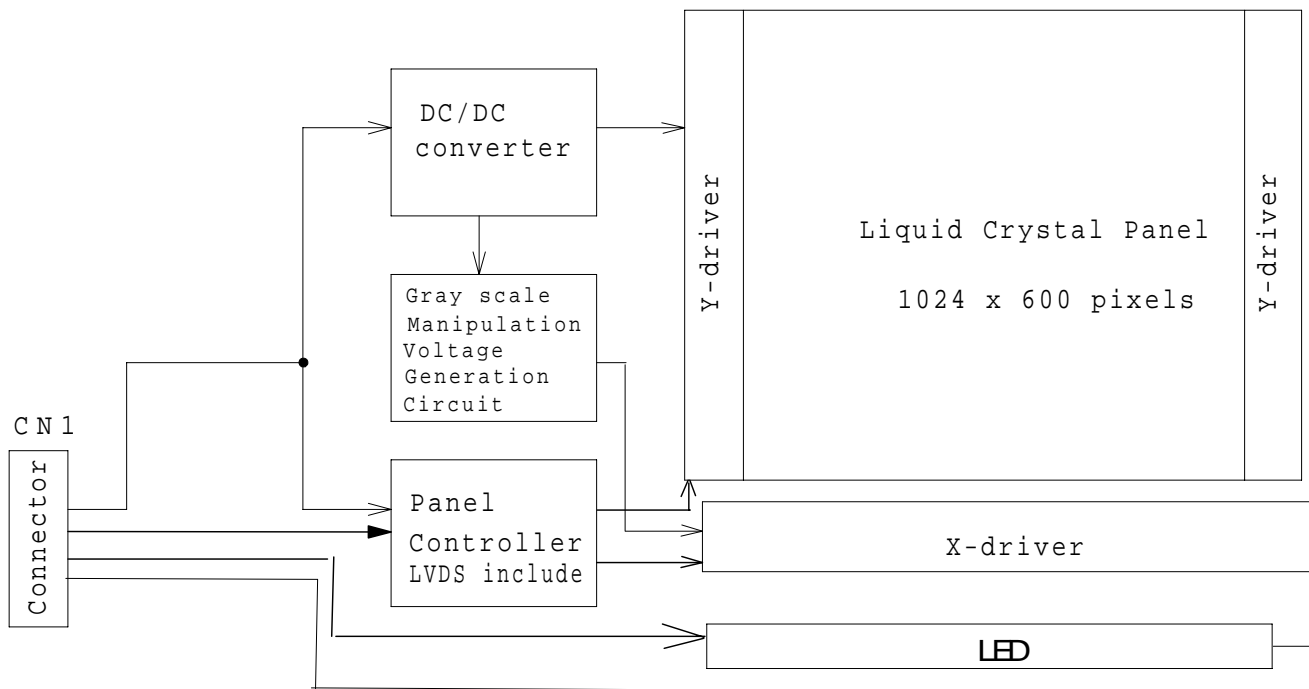 DC/DC
converter
Y-driver
Liquid Crystal Panel
1024 x 600 pixels
Y-driver
Gray scale
Manipulation
Voltage
Generation
Circuit
CN1
Connector
Panel
Controller
LVDS include
X-driver
LED